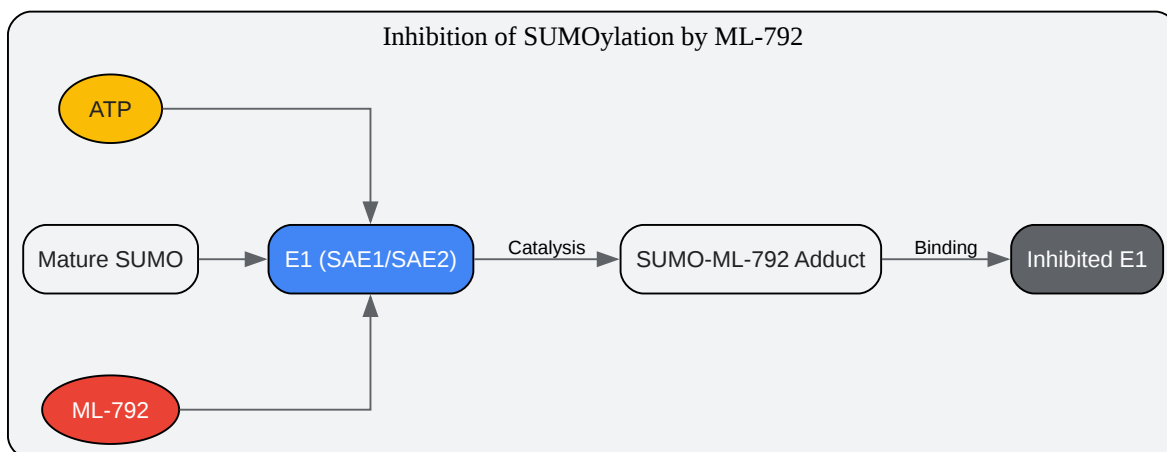 Inhibition of SUMOylation by ML-792
ATP
Mature SUMO
E1 (SAE1/SAE2)
Catalysis
SUMO-ML-792 Adduct
Binding
Inhibited E1
ML-792